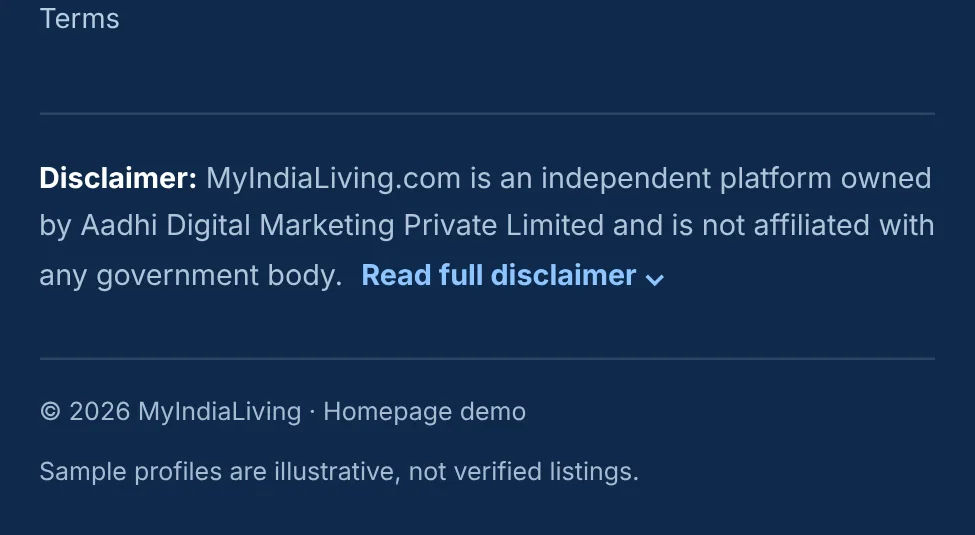 Terms
Disclaimer: MyIndiaLiving.com is an independent platform owned
by Aadhi Digital Marketing Private Limited and is not affiliated with
any government body. Read full disclaimer
© 2026 MyIndiaLiving · Homepage demo
Sample profiles are illustrative, not verified listings.